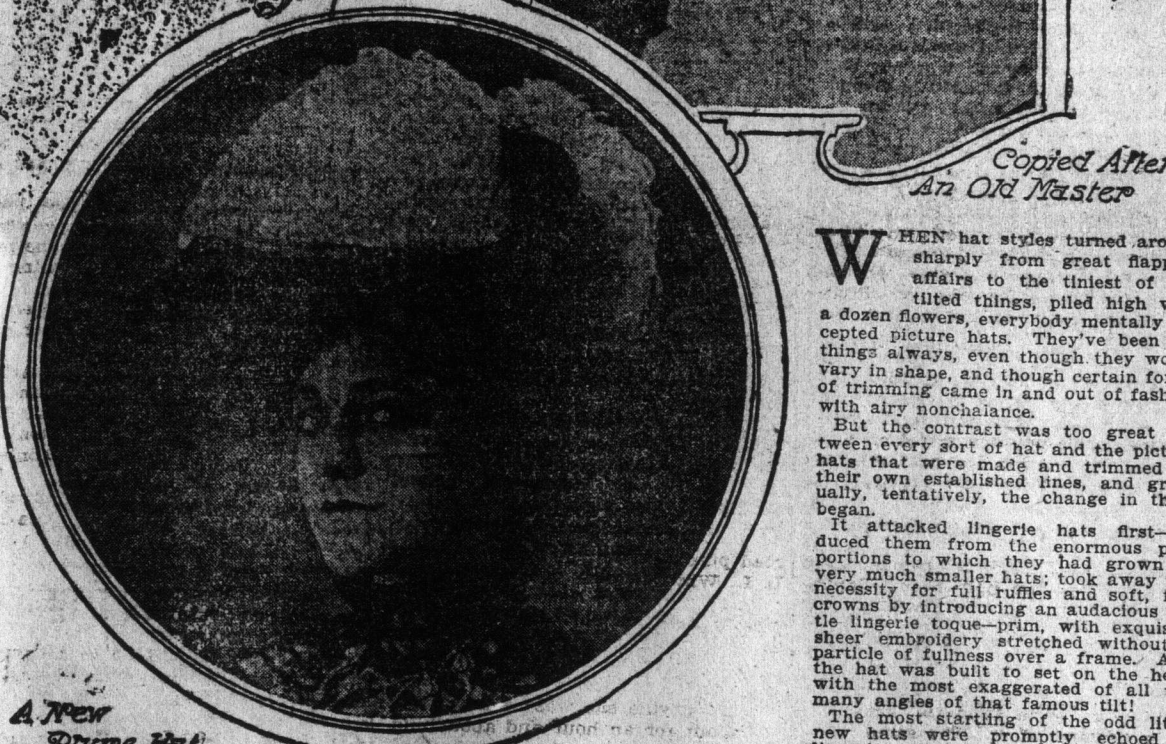 Copied After
An Old Master
WHEN hat styles turned aro
sharply from great flapp
affairs to the tiniest of
tilted things, piled high w
a dozen flowers, everybody mentally
cepted picture hats. They've been
things always, even though they wo
vary in shape, and though certain for
of trimming came in and out of fash
with airy nonchalance.
But the contrast was too great
tween every sort of hat and the pict
hats that were made and trimmed
their own established lines, and gr
ually, tentatively, the change in th
began.
It attacked lingerie hats first—
duced them from the enormous p
portions to which they had grown
very much smaller hats; took away
necessity for full ruffles and soft, f
crowns by introducing an audacious
tle lingerie toque—prim, with exquis
sheer embroidery stretched without
particle of fullness over a frame. A
the hat was built to set on the he
with the most exaggerated of all
many angles of that famous tilt!
The most startling of the odd lit
new hats were promptly echoed
A New
Hat